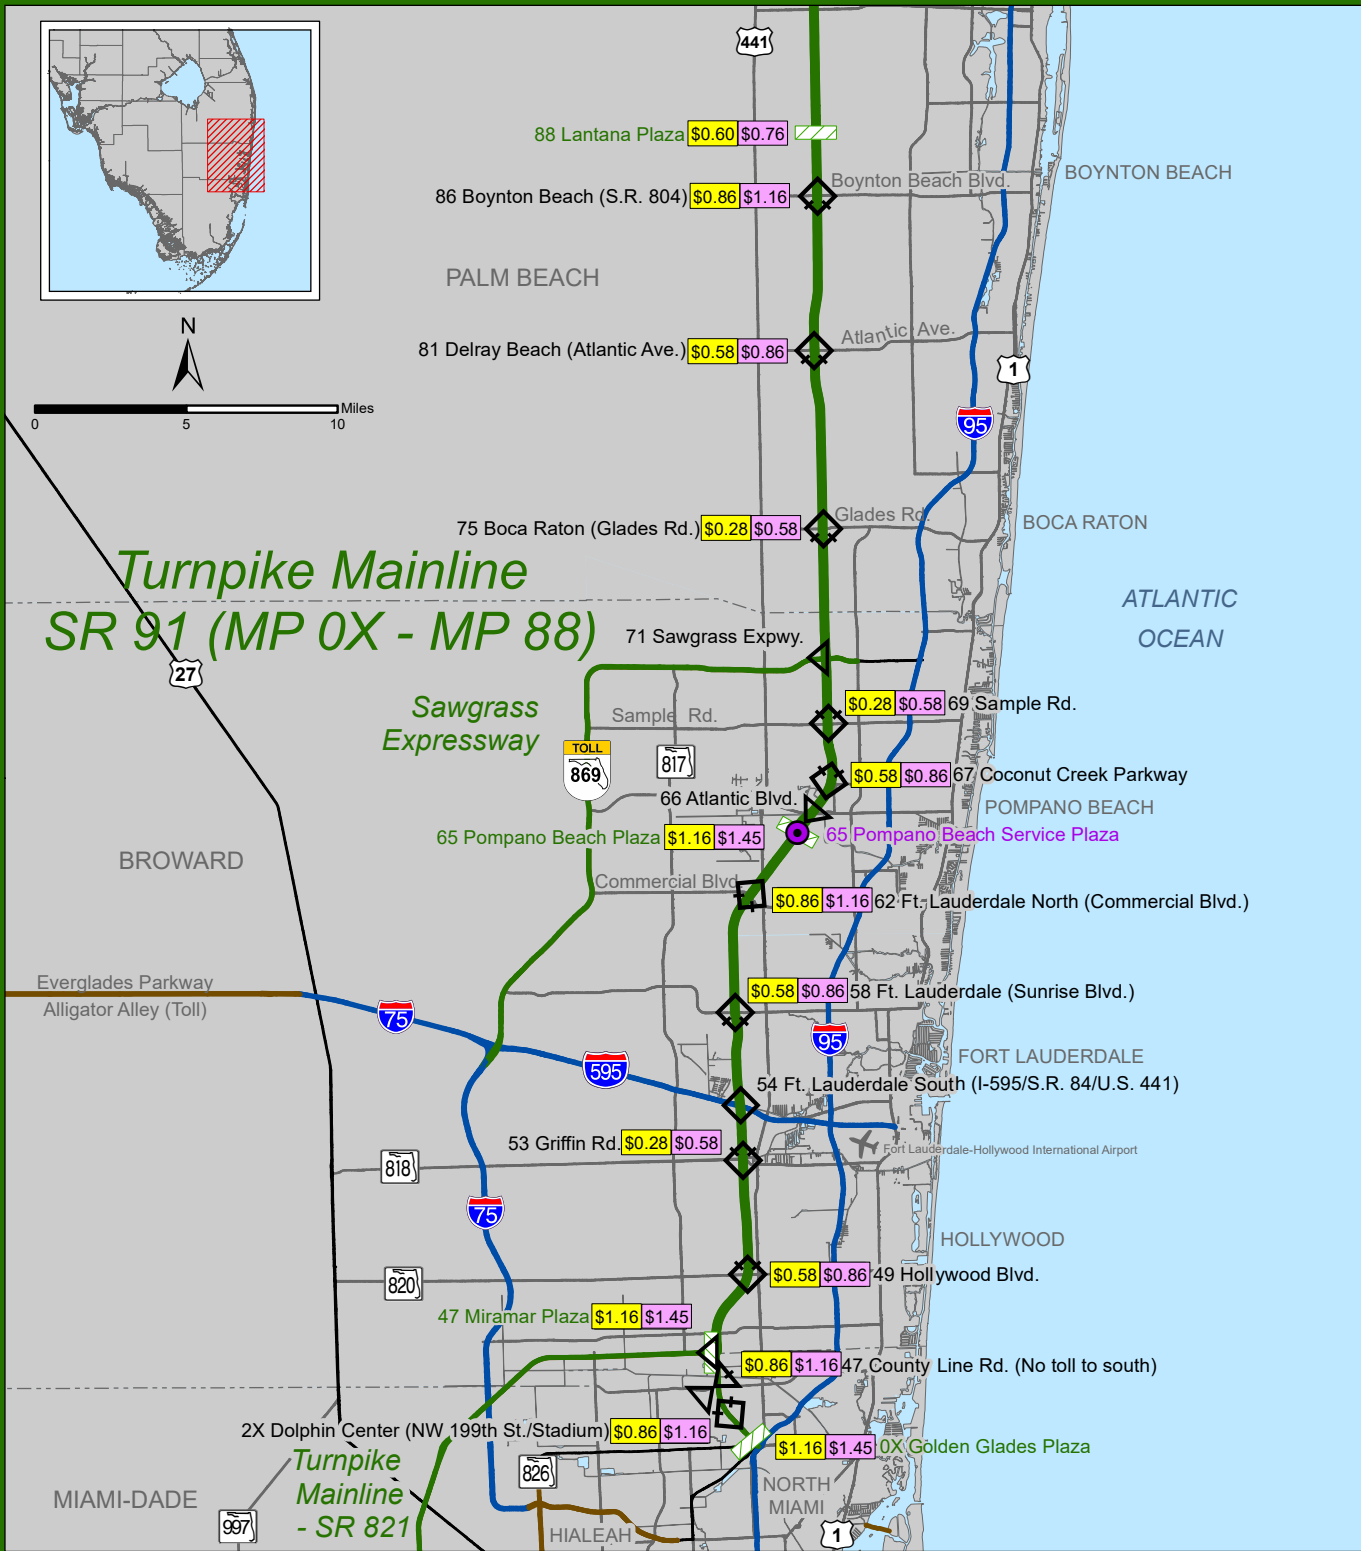 441
88 Lantana Plaza $0.60 $0.76
Boynton Beach Blvd.
BOYNTON BEACH
86 Boynton Beach (S.R. 804) $0.86 $1.16
PALM BEACH
N
Atlantic Ave.
81 Delray Beach (Atlantic Ave.) $0.58 $0.86
1
Miles
0 5 10
95
Glades Rd.
BOCA RATON
75 Boca Raton (Glades Rd.) $0.28 $0.58
Turnpike Mainline
SR 91 (MP 0X - MP 88)
ATLANTIC
OCEAN
71 Sawgrass Expwy.
27
Sawgrass
Expressway
$0.28 $0.58 69 Sample Rd.
Sample Rd.
TOLL
869
817
$0.58 $0.86 67 Coconut Creek Parkway
66 Atlantic Blvd.
POMPANO BEACH
65 Pompano Beach Plaza $1.16 $1.45
65 Pompano Beach Service Plaza
BROWARD
Commercial Blvd.
$0.86 $1.16 62 Ft. Lauderdale North (Commercial Blvd.)
Everglades Parkway
Alligator Alley (Toll)
$0.58 $0.86 58 Ft. Lauderdale (Sunrise Blvd.)
75
95
595
FORT LAUDERDALE
54 Ft. Lauderdale South (I-595/S.R. 84/U.S. 441)
53 Griffin Rd. $0.28 $0.58
Fort Lauderdale-Hollywood International Airport
818
75
HOLLYWOOD
820
$0.58 $0.86 49 Hollywood Blvd.
47 Miramar Plaza $1.16 $1.45
$0.86 $1.16 47 County Line Rd. (No toll to south)
2X Dolphin Center (NW 199th St./Stadium) $0.86 $1.16
$1.16 $1.45 0X Golden Glades Plaza
Turnpike
Mainline
- SR 821
826
NORTH
MIAMI
MIAMI-DADE
997
HIALEAH
1